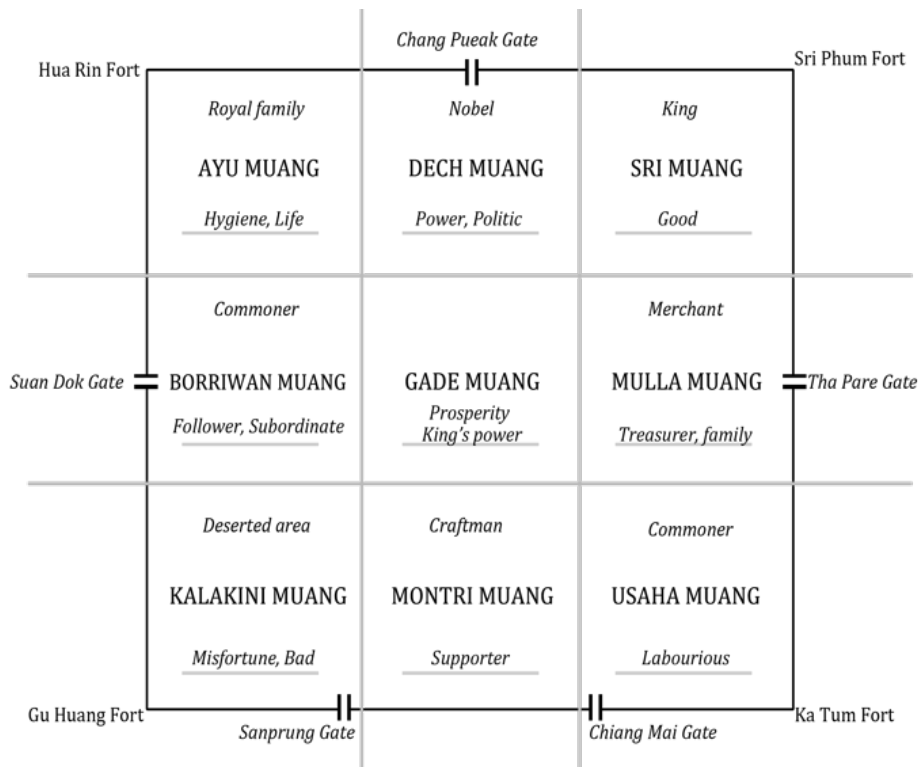 Chang Pueak Gate
Hua Rin Fort
Sri Phum Fort
Royal family
Nobel
King
AYU MUANG
DECH MUANG
SRI MUANG
Hygiene, Life
Power, Politic
Good
Commoner
Merchant
Suan Dok Gate
BORRIWAN MUANG
GADE MUANG
MULLA MUANG
Tha Pare Gate
Follower, Subordinate
Prosperity
King's power
Treasurer, family
Deserted area
Craftman
Commoner
KALAKINI MUANG
MONTRI MUANG
USAHA MUANG
Misfortune, Bad
Supporter
Labourious
Gu Huang Fort
Ka Tum Fort
Sanprung Gate
Chiang Mai Gate